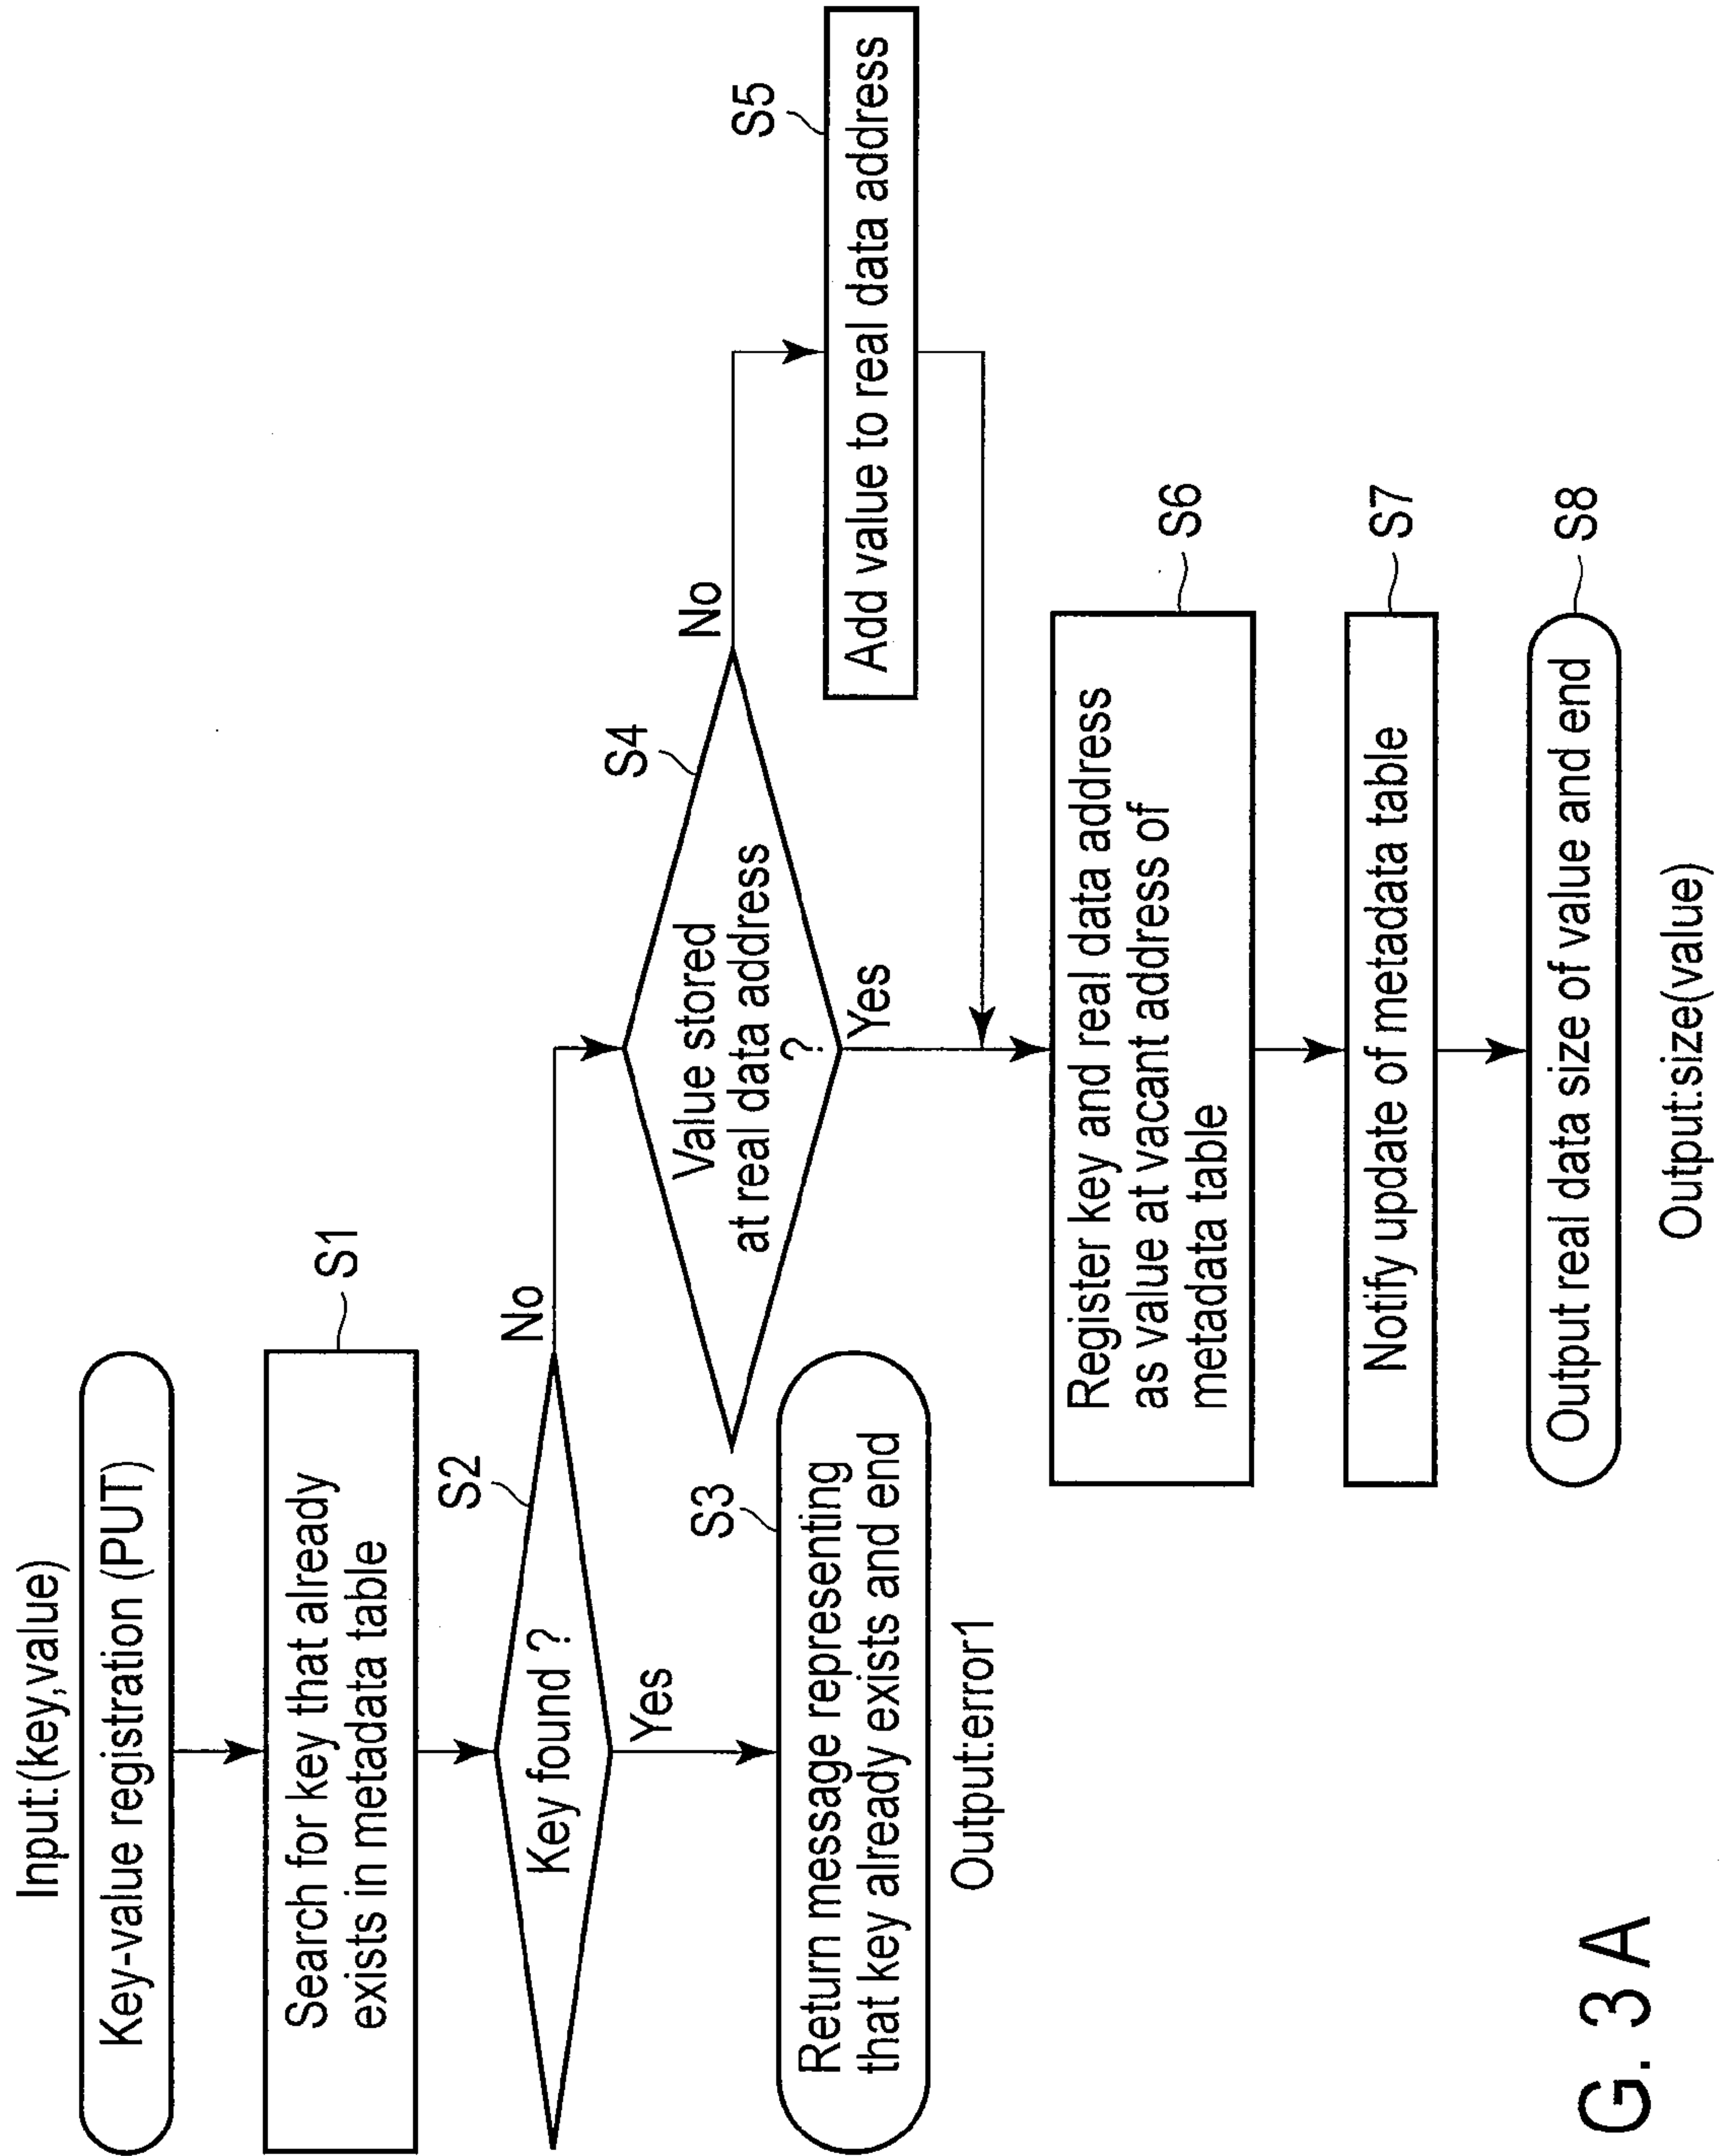 Input:(key,value)
Key-value registration (PUT)
S1
Search for key that already
exists in metadata table
S2
Key found ?
No
Yes
S3
Return message representing
that key already exists and end
Output:error1
S4
Value stored
at real data address
?
No
Yes
S5
Add value to real data address
S6
Register key and real data address
as value at vacant address of
metadata table
S7
Notify update of metadata table
S8
Output real data size of value and end
Output:size(value)
G. 3 A